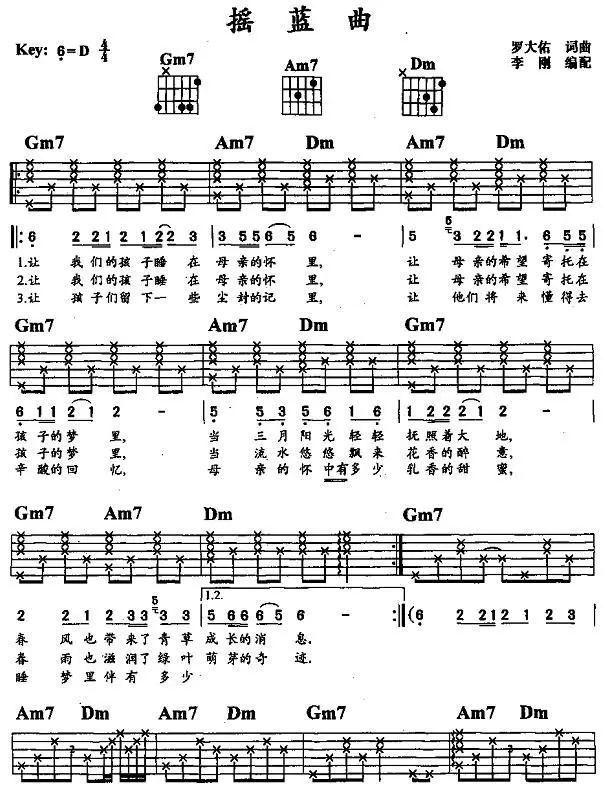 摇蓝曲
Key: 6=D 4/4
罗大佑 词曲
李刚 编配
Gm7 Am7 Dm
Gm7 Am7 Dm Am7 Dm
6 2 2 2 1 2 1 2 2 2 3 3 5 5 6 5 6 - 5 5 3 2 2 1 1. 6 5 5
1.让 我们的孩子睡在母亲的怀里, 让母亲的希望寄托在
2.让 我们的孩子睡在母亲的怀里, 让母亲的希望寄托在
3.让 孩子们留下一些尘封的记里, 让他们将来懂得去
Gm7 Am7 Dm Gm7
6 1 1 2 1 2 - 5 5 3 5 6 1 6 1 2 2 2 1 2 -
孩子的梦里, 当三月阳光轻轻抚照着大地,
孩子的梦里, 当流水悠悠飘来花香的醉意,
辛酸的回忆, 母亲的怀中有多少乳香的甜蜜,
Gm7 Am7 Dm Gm7
1.2.
2 2 1 2 3 3 5 3 1 5 6 6 6 5 6 - (6 2 2 1 2 1 2 3
春风也带来了青草成长的消息.
春雨也滋润了绿叶萌芽的奇迹.
睡梦里伴有多少
Am7 Dm Am7 Dm Gm7 Am7 Dm
3 3